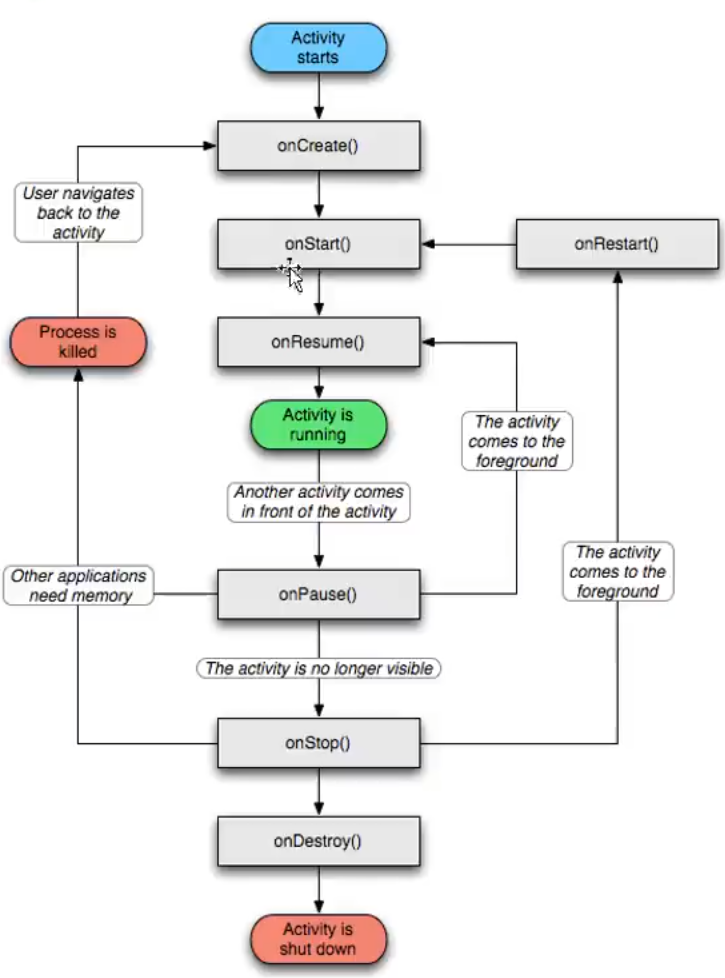 Activity
starts
onCreate()
User navigates
back to the
activity
onStart()
onRestart()
Process is
killed
onResume()
Activity is
running
The activity
comes to the
foreground
Another activity comes
in front of the activity
The activity
comes to the
foreground
Other applications
need memory
onPause()
The activity is no longer visible
onStop()
onDestroy()
Activity is
shut down